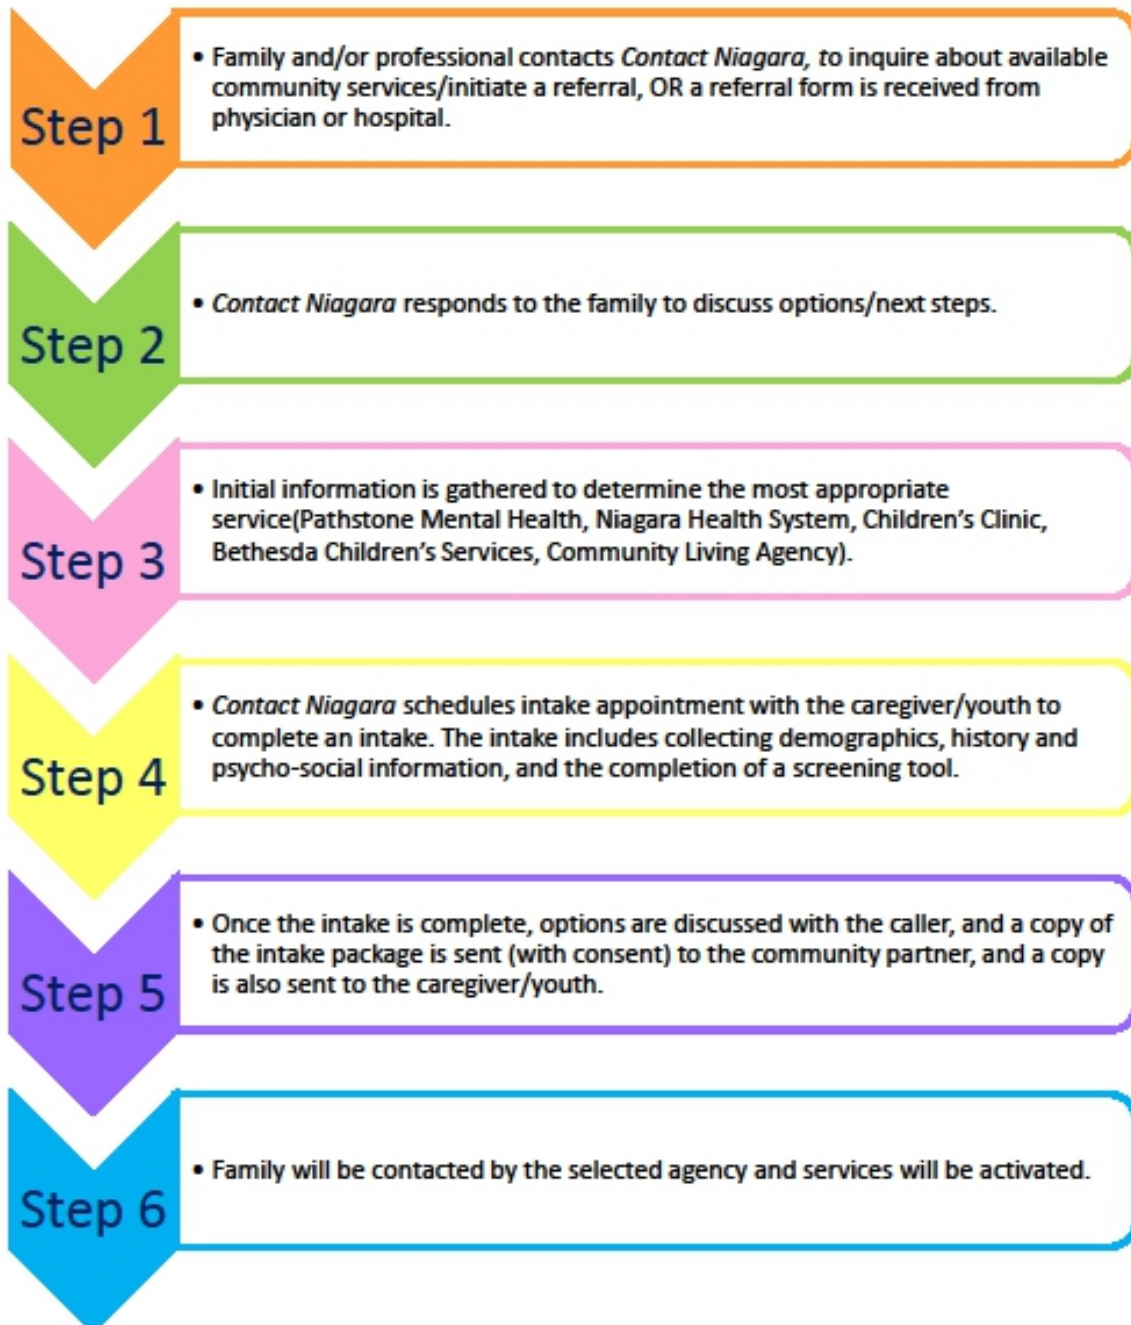 Step 1
• Family and/or professional contacts Contact Niagara, to inquire about available
community services/initiate a referral, OR a referral form is received from
physician or hospital.
Step 2
• Contact Niagara responds to the family to discuss options/next steps.
Step 3
• Initial information is gathered to determine the most appropriate
service(Pathstone Mental Health, Niagara Health System, Children’s Clinic,
Bethesda Children’s Services, Community Living Agency).
Step 4
• Contact Niagara schedules intake appointment with the caregiver/youth to
complete an intake. The intake includes collecting demographics, history and
psycho-social information, and the completion of a screening tool.
Step 5
• Once the intake is complete, options are discussed with the caller, and a copy of
the intake package is sent (with consent) to the community partner, and a copy
is also sent to the caregiver/youth.
Step 6
• Family will be contacted by the selected agency and services will be activated.